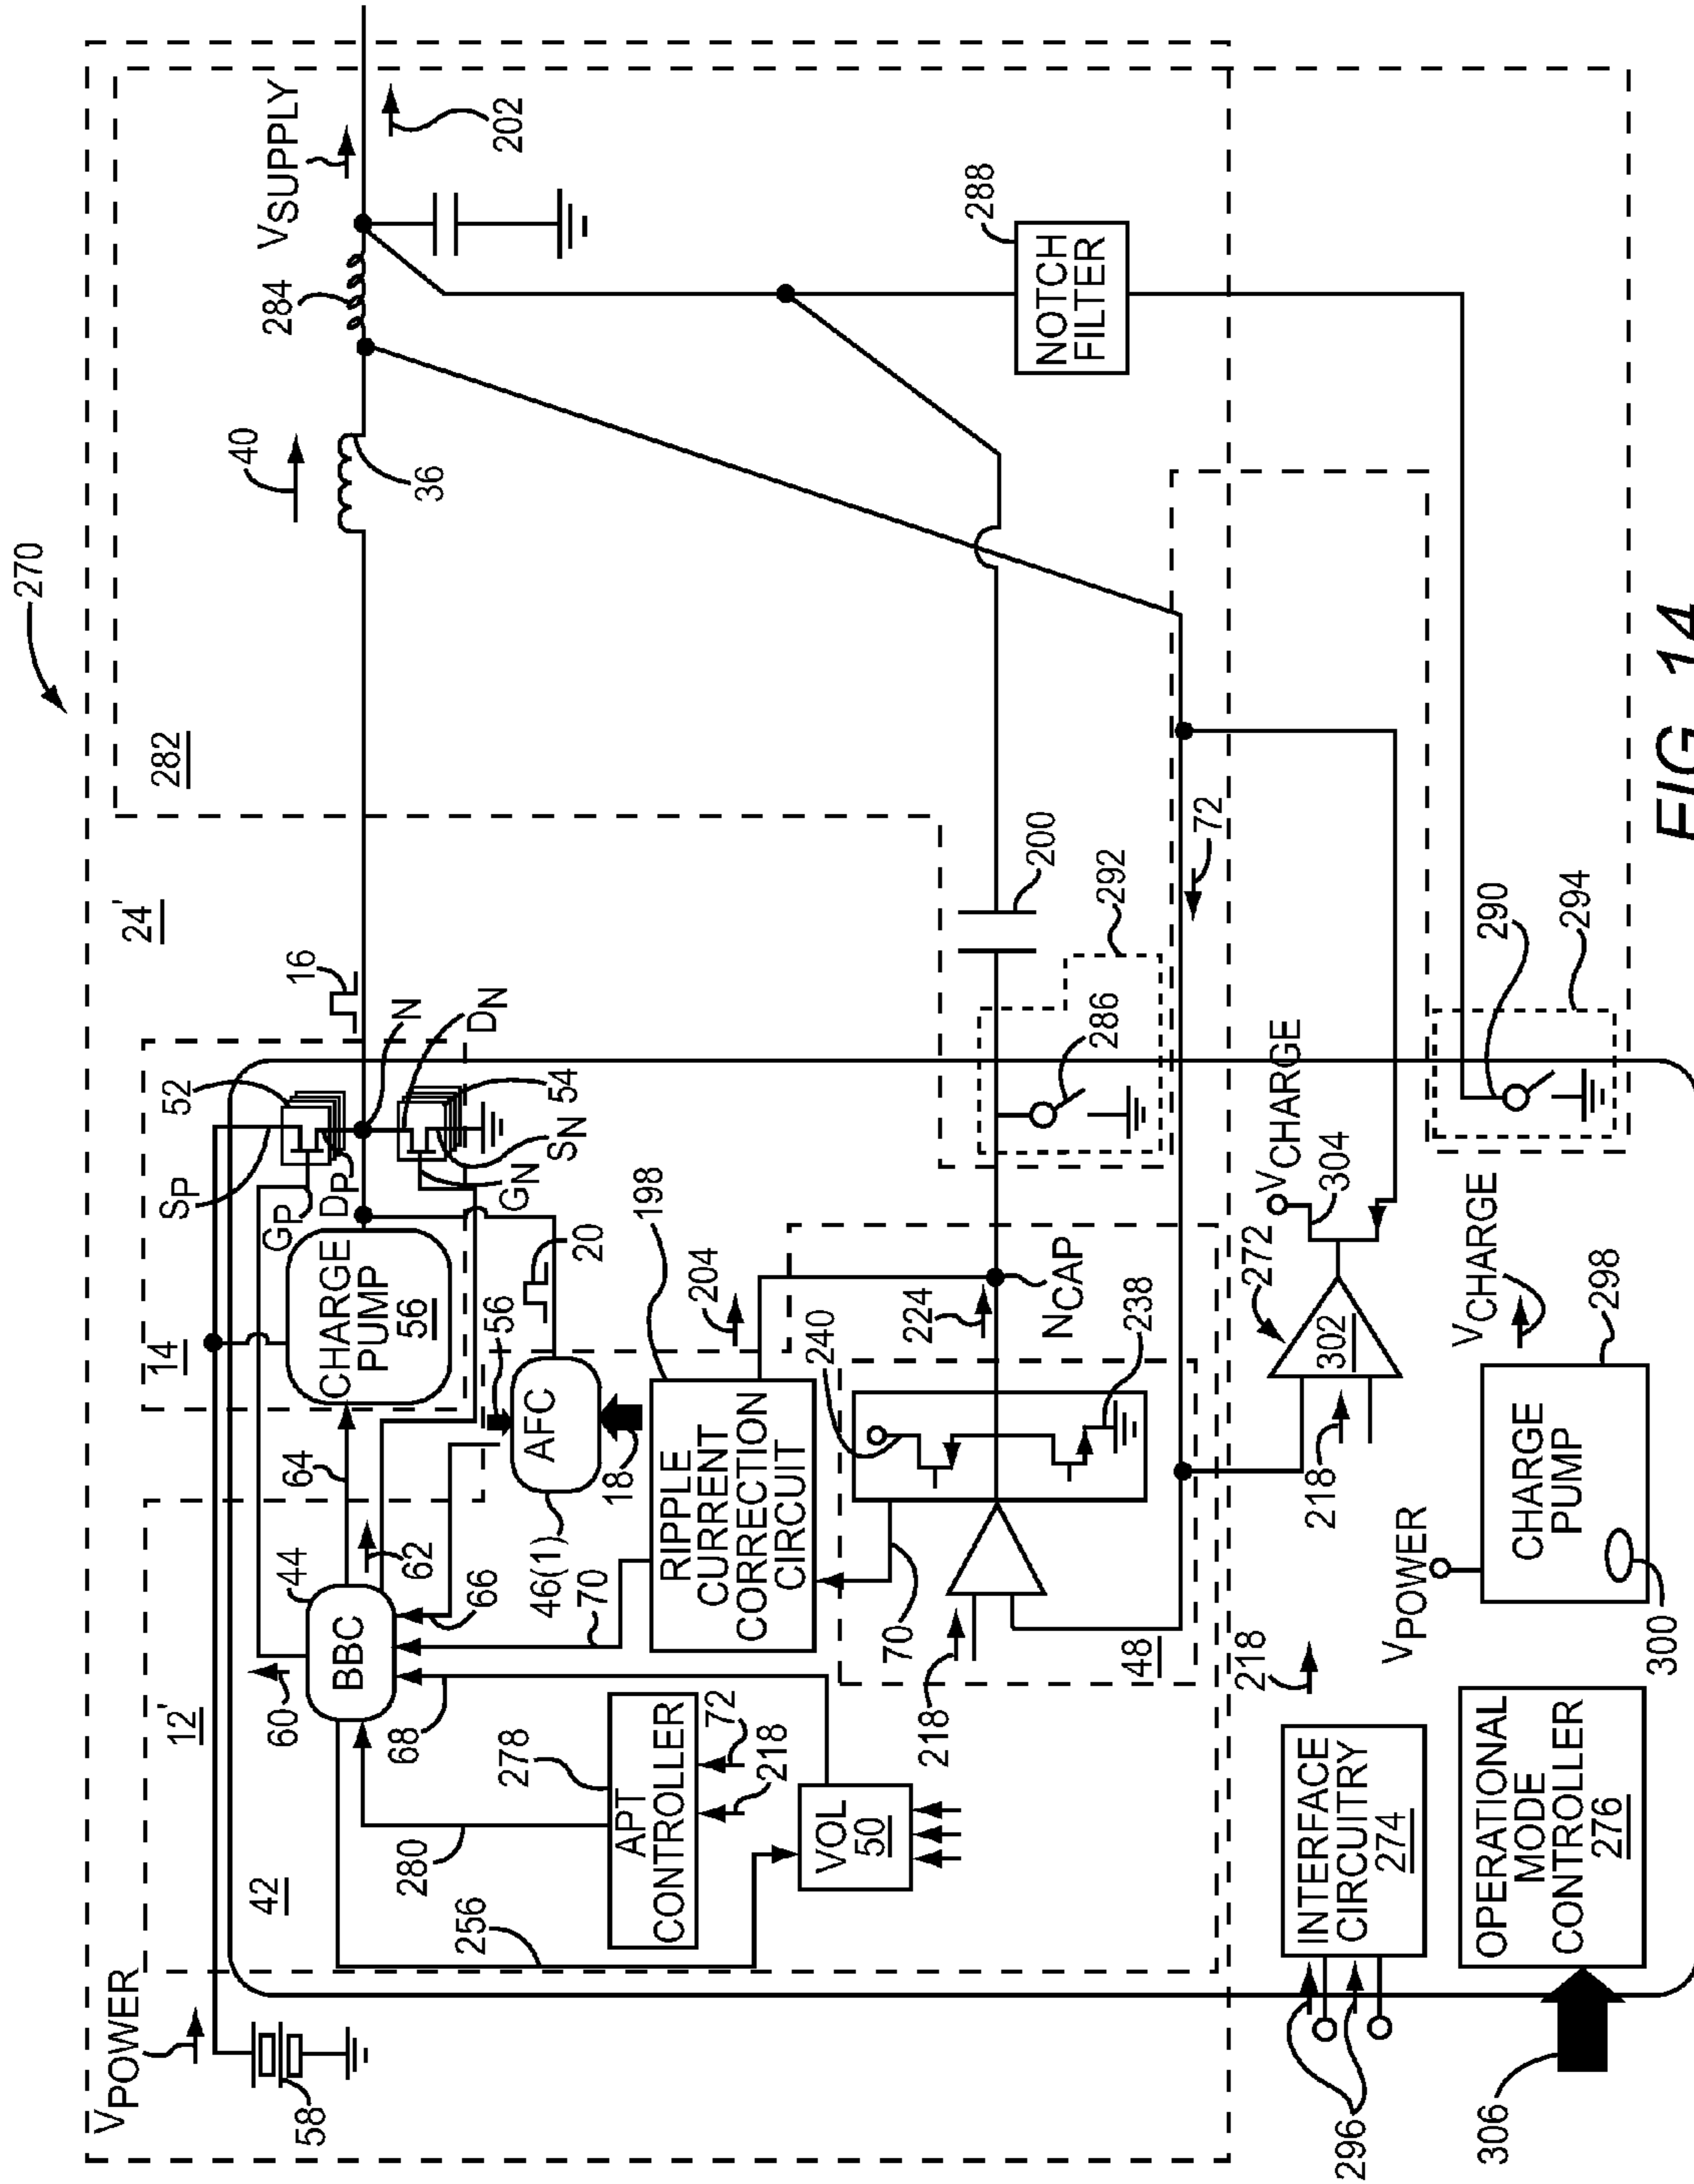 270
VPOWER
58
12'
14
24'
282
42
44
BBC
60
62
64
66
68
70
256
280
278
APT
CONTROLLER
72
218
VOL
50
CHARGE
PUMP
56
SP
GP
DP
52
16
N
DN
54
SN
GN
20
56
AFC
18
46(1)
198
RIPPLE
CURRENT
CORRECTION
CIRCUIT
204
70
240
224
NCAP
238
48
218
40
36
284
VSUPPLY
202
288
NOTCH
FILTER
200
292
286
72
272
VCHARGE
304
302
218
290
294
296
INTERFACE
CIRCUITRY
274
218
306
OPERATIONAL
MODE
CONTROLLER
276
VPOWER
CHARGE
PUMP
300
298
VCHARGE
FIG. 14